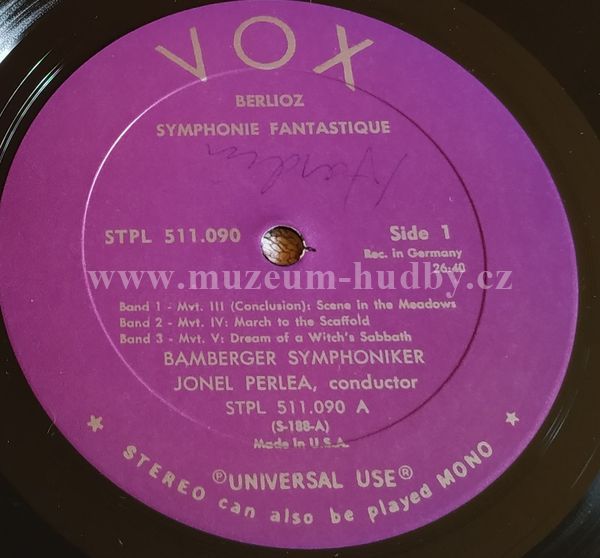 VOX
BERLIOZ
SYMPHONIE FANTASTIQUE
Hardin
STPL 511.090
Side 1
Rec. in Germany
26:40
www.muzeum-hudby.cz
Band 1 - Mvt. III (Conclusion): Scene in the Meadows
Band 2 - Mvt. IV: March to the Scaffold
Band 3 - Mvt. V: Dream of a Witch's Sabbath
BAMBERGER SYMPHONIKER
JONEL PERLEA, conductor
STPL 511.090 A
(S-188-A)
Made in U.S.A.
℗UNIVERSAL USE®
★ STEREO can also be played MONO ★